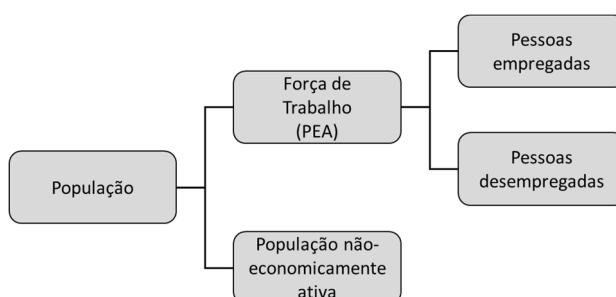 Pessoas
empregadas
Força de
Trabalho
(PEA)
Pessoas
desempregadas
População
População não-
economicamente
ativa